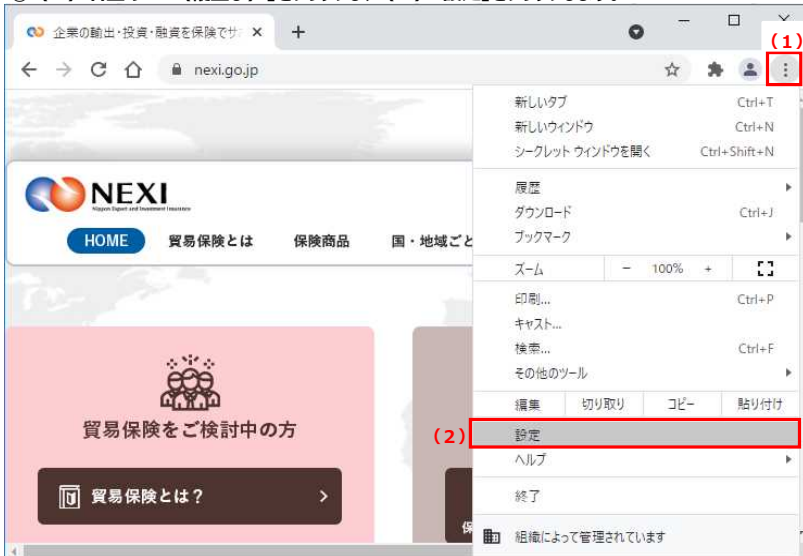 企業の輸出・投資・融資を保険でサ
(1)
nexi.go.jp
新しいタブ Ctrl+T
新しいウィンドウ Ctrl+N
シークレット ウィンドウを開く Ctrl+Shift+N
履歴
ダウンロード Ctrl+J
ブックマーク
ズーム - 100% +
印刷... Ctrl+P
キャスト...
検索... Ctrl+F
その他のツール
編集 切り取り コピー 貼り付け
(2)
設定
ヘルプ
終了
組織によって管理されています
NEXI
Nippon Export and Investment Insurance
HOME 貿易保険とは 保険商品 国・地域ごと
貿易保険をご検討中の方
貿易保険とは？